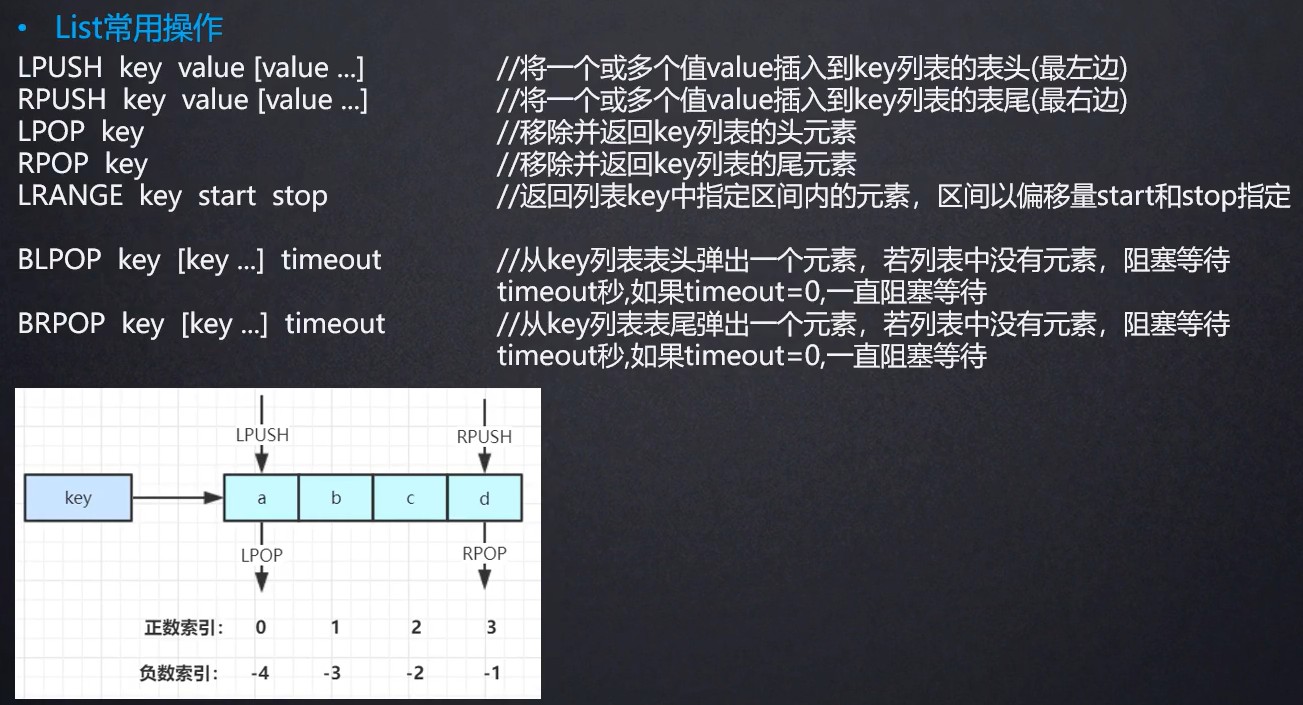 • List常用操作
LPUSH key value [value ...] //将一个或多个值value插入到key列表的表头(最左边)
RPUSH key value [value ...] //将一个或多个值value插入到key列表的表尾(最右边)
LPOP key //移除并返回key列表的头元素
RPOP key //移除并返回key列表的尾元素
LRANGE key start stop //返回列表key中指定区间内的元素，区间以偏移量start和stop指定
BLPOP key [key ...] timeout //从key列表表头弹出一个元素，若列表中没有元素，阻塞等待
timeout秒,如果timeout=0,一直阻塞等待
BRPOP key [key ...] timeout //从key列表表尾弹出一个元素，若列表中没有元素，阻塞等待
timeout秒,如果timeout=0,一直阻塞等待
LPUSH RPUSH
key a b c d
LPOP RPOP
正数索引： 0 1 2 3
负数索引： -4 -3 -2 -1